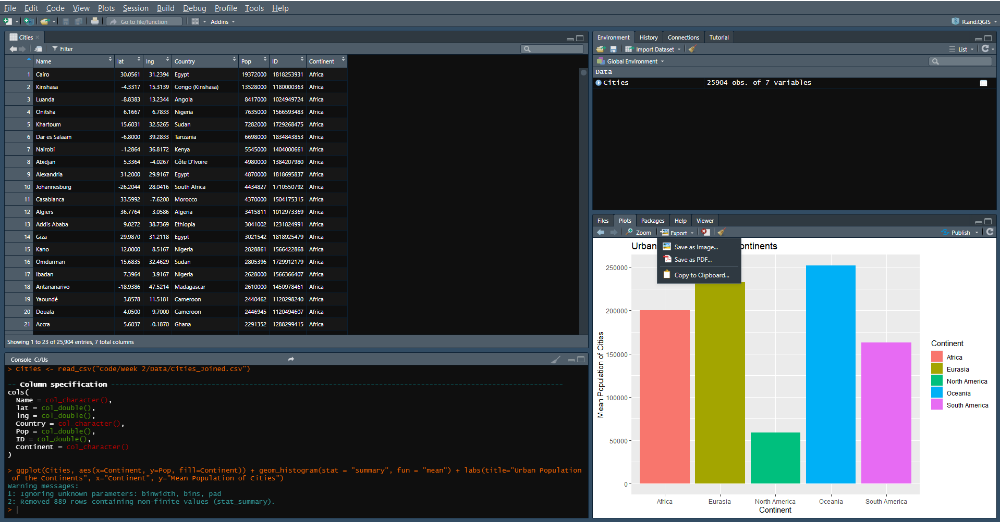 File Edit Code View Plots Session Build Debug Profile Tools Help
Go to file/function Addins R.and.QGIS
Cities
Filter
Name lat lng Country Pop ID Continent
1 Cairo 30.0561 31.2394 Egypt 19372000 1818253931 Africa
2 Kinshasa -4.3317 15.3139 Congo (Kinshasa) 13528000 1180000363 Africa
3 Luanda -8.8383 13.2344 Angola 8417000 1024949724 Africa
4 Onitsha 6.1667 6.7833 Nigeria 7635000 1566593483 Africa
5 Khartoum 15.6031 32.5265 Sudan 7282000 1729268475 Africa
6 Dar es Salaam -6.8000 39.2833 Tanzania 6698000 1834843853 Africa
7 Nairobi -1.2864 36.8172 Kenya 5545000 1404000661 Africa
8 Abidjan 5.3364 -4.0267 Côte D'Ivoire 4980000 1384207980 Africa
9 Alexandria 31.2000 29.9167 Egypt 4870000 1818695837 Africa
10 Johannesburg -26.2044 28.0416 South Africa 4434827 1710550792 Africa
11 Casablanca 33.5992 -7.6200 Morocco 4370000 1504175315 Africa
12 Algiers 36.7764 3.0586 Algeria 3415811 1012973369 Africa
13 Addis Ababa 9.0272 38.7369 Ethiopia 3041002 1231824991 Africa
14 Giza 29.9870 31.2118 Egypt 3021542 1818925479 Africa
15 Kano 12.0000 8.5167 Nigeria 2828861 1566422868 Africa
16 Omdurman 15.6835 32.4629 Sudan 2805396 1729912179 Africa
17 Ibadan 7.3964 3.9167 Nigeria 2628000 1566366407 Africa
18 Antananarivo -18.9386 47.5214 Madagascar 2610000 1450978461 Africa
19 Yaoundé 3.8578 11.5181 Cameroon 2440462 1120298240 Africa
20 Douala 4.0500 9.7000 Cameroon 2446945 1120494607 Africa
21 Accra 5.6037 -0.1870 Ghana 2291352 1288299415 Africa
Showing 1 to 23 of 25,904 entries, 7 total columns
Console C:/Us
> Cities <- read_csv("Code/Week 2/Data/Cities_Joined.csv")
-- Column specification ------------------------------------------------
cols(
Name = col_character(),
lat = col_double(),
lng = col_double(),
Country = col_character(),
Pop = col_double(),
ID = col_double(),
Continent = col_character()
)
> ggplot(Cities, aes(x=Continent, y=Pop, fill=Continent)) + geom_histogram(stat = "summary", fun = "mean") + labs(title="Urban Population
of the Continents", x="Continent", y="Mean Population of Cities")
Warning messages:
1: Ignoring unknown parameters: binwidth, bins, pad
2: Removed 889 rows containing non-finite values (stat_summary).
>
Environment History Connections Tutorial
Import Dataset List
Global Environment
Data
Cities 25904 obs. of 7 variables
Files Plots Packages Help Viewer
Zoom Export Publish
Save as Image...
Save as PDF...
Copy to Clipboard...
Urban ontinents
250000
200000
150000
100000
50000
0
Mean Population of Cities
Africa Eurasia North America Oceania South America
Continent
Continent
Africa
Eurasia
North America
Oceania
South America